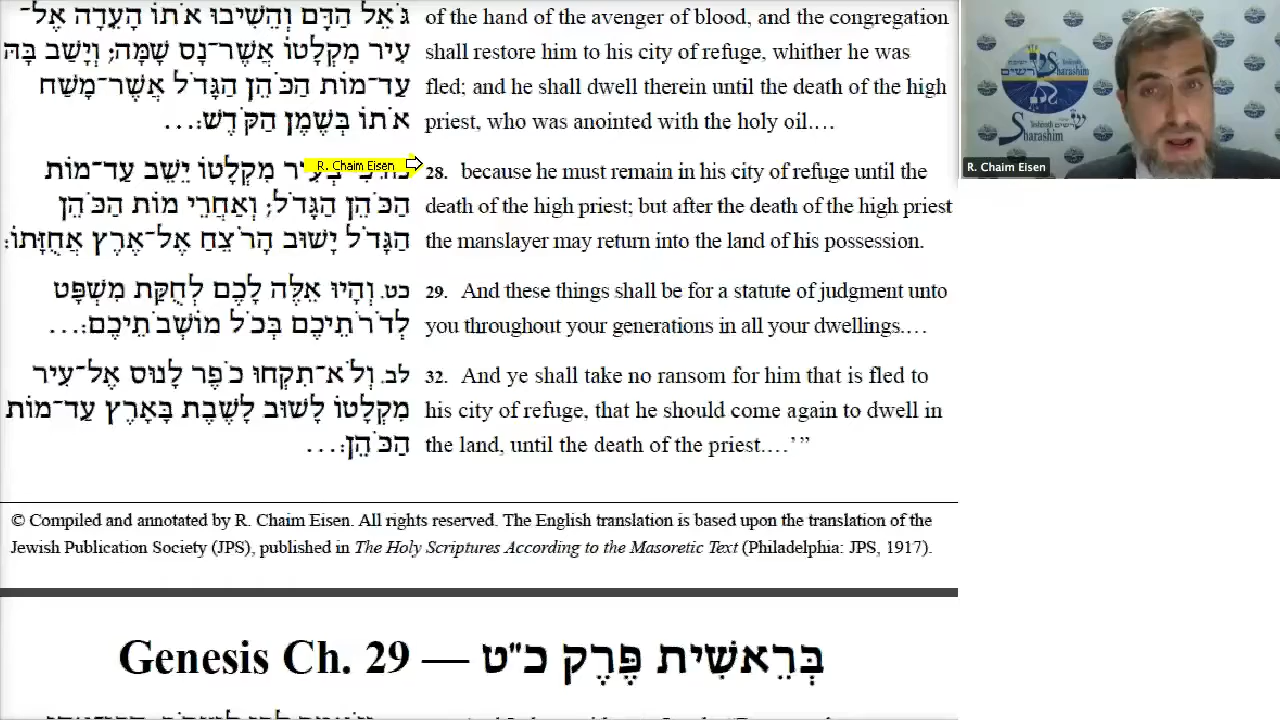 גֹּאֵל הַדָּם וְהֵשִׁיבוּ אֹתוֹ הָעֵדָה אֶל־
עִיר מִקְלָטוֹ אֲשֶׁר־נָס שָׁמָּה; וְיָשַׁב בָּהּ
עַד־מוֹת הַכֹּהֵן הַגָּדֹל אֲשֶׁר־מָשַׁח
אֹתוֹ בְּשֶׁמֶן הַקֹּדֶשׁ:…
of the hand of the avenger of blood, and the congregation
shall restore him to his city of refuge, whither he was
fled; and he shall dwell therein until the death of the high
priest, who was anointed with the holy oil.…
R. Chaim Eisen
מִקְלָטוֹ יֵשֵׁב עַד־מוֹת
הַכֹּהֵן הַגָּדֹל; וְאַחֲרֵי מוֹת הַכֹּהֵן
הַגָּדֹל יָשׁוּב הָרֹצֵחַ אֶל־אֶרֶץ אֲחֻזָּתוֹ:
28. because he must remain in his city of refuge until the
death of the high priest; but after the death of the high priest
the manslayer may return into the land of his possession.
כט. וְהָיוּ אֵלֶּה לָכֶם לְחֻקַּת מִשְׁפָּט
לְדֹרֹתֵיכֶם בְּכֹל מוֹשְׁבֹתֵיכֶם:…
29. And these things shall be for a statute of judgment unto
you throughout your generations in all your dwellings.…
לב. וְלֹא־תִקְחוּ כֹפֶר לָנוּס אֶל־עִיר
מִקְלָטוֹ לָשׁוּב לָשֶׁבֶת בָּאָרֶץ עַד־מוֹת
הַכֹּהֵן:…
32. And ye shall take no ransom for him that is fled to
his city of refuge, that he should come again to dwell in
the land, until the death of the priest.…’”
© Compiled and annotated by R. Chaim Eisen. All rights reserved. The English translation is based upon the translation of the
Jewish Publication Society (JPS), published in The Holy Scriptures According to the Masoretic Text (Philadelphia: JPS, 1917).
Genesis Ch. 29 — בְּרֵאשִׁית פֶּרֶק כ"ט
Sharashim
R. Chaim Eisen